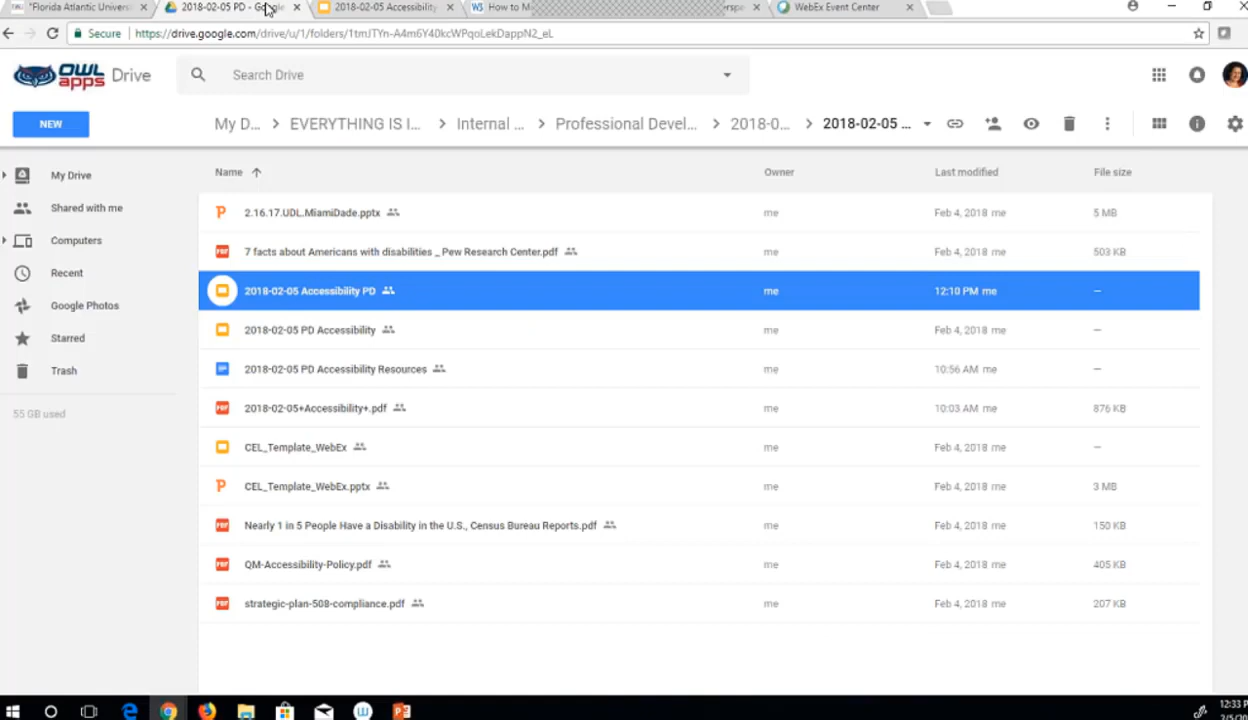 "Florida Atlantic Univers
2018-02-05 PD - Google
2018-02-05 Accessibility
W3
How to M
ersp
WebEx Event Center
Secure
https://drive.google.com/drive/u/1/folders/1tmJTYn-A4m6Y40kcWPqoLekDappN2_eL
OWL apps Drive
Search Drive
NEW
My D... > EVERYTHING IS I... > Internal ... > Professional Devel... > 2018-0... > 2018-02-05 ...
My Drive
Shared with me
Computers
Recent
Google Photos
Starred
Trash
55 GB used
Name Owner Last modified File size
2.16.17.UDL.MiamiDade.pptx me Feb 4, 2018 me 5 MB
PDF 7 facts about Americans with disabilities _ Pew Research Center.pdf me Feb 4, 2018 me 503 KB
2018-02-05 Accessibility PD me 12:10 PM me –
2018-02-05 PD Accessibility me Feb 4, 2018 me –
2018-02-05 PD Accessibility Resources me 10:56 AM me –
PDF 2018-02-05+Accessibility+.pdf me 10:03 AM me 876 KB
CEL_Template_WebEx me Feb 4, 2018 me –
P CEL_Template_WebEx.pptx me Feb 4, 2018 me 3 MB
PDF Nearly 1 in 5 People Have a Disability in the U.S., Census Bureau Reports.pdf me Feb 4, 2018 me 150 KB
PDF QM-Accessibility-Policy.pdf me Feb 4, 2018 me 405 KB
PDF strategic-plan-508-compliance.pdf me Feb 4, 2018 me 207 KB
12:33 P